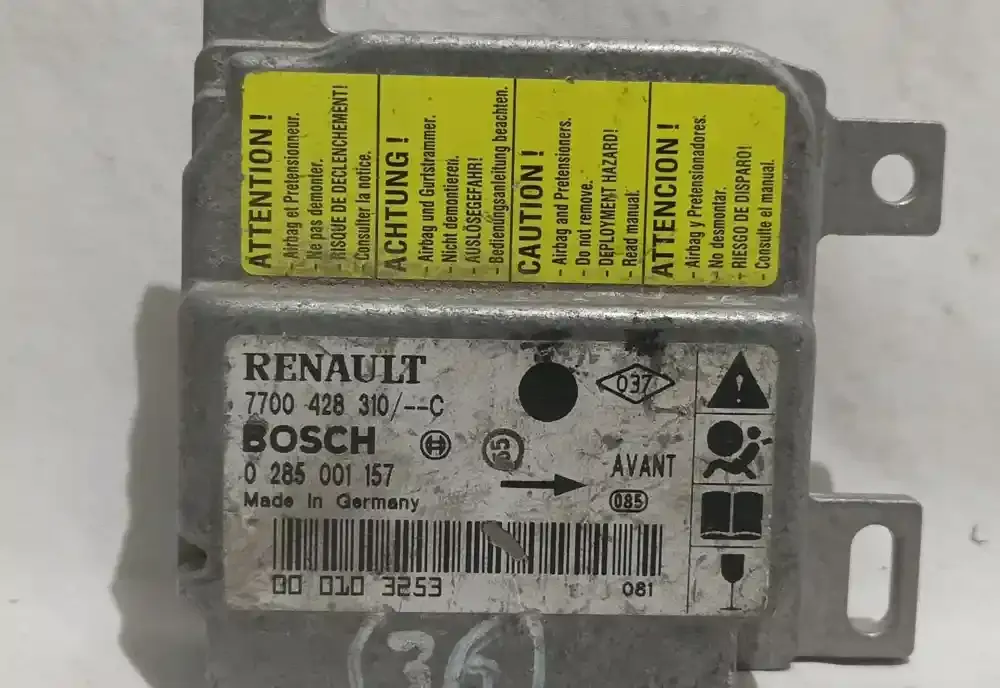 ATTENTION !
- Airbag et Pretensionneur.
- Ne pas demonter.
- RISQUE DE DECLENCHEMENT!
- Consulter la notice.
ACHTUNG !
- Airbag und Gurtstrammer.
- Nicht demontieren.
- AUSLÖSEGEFAHR!
- Bedienungsanleitung beachten.
CAUTION !
- Airbag and Pretensioners.
- Do not remove.
- DEPLOYMENT HAZARD!
- Read manual.
ATTENCION !
- Airbag y Pretensionadores.
- No desmontar.
- RIESGO DE DISPARO!
- Consulte el manual.
RENAULT
037
7700 428 310/--C
BOSCH
65
AVANT
0 285 001 157
085
Made in Germany
00 010 3253
081
(36)